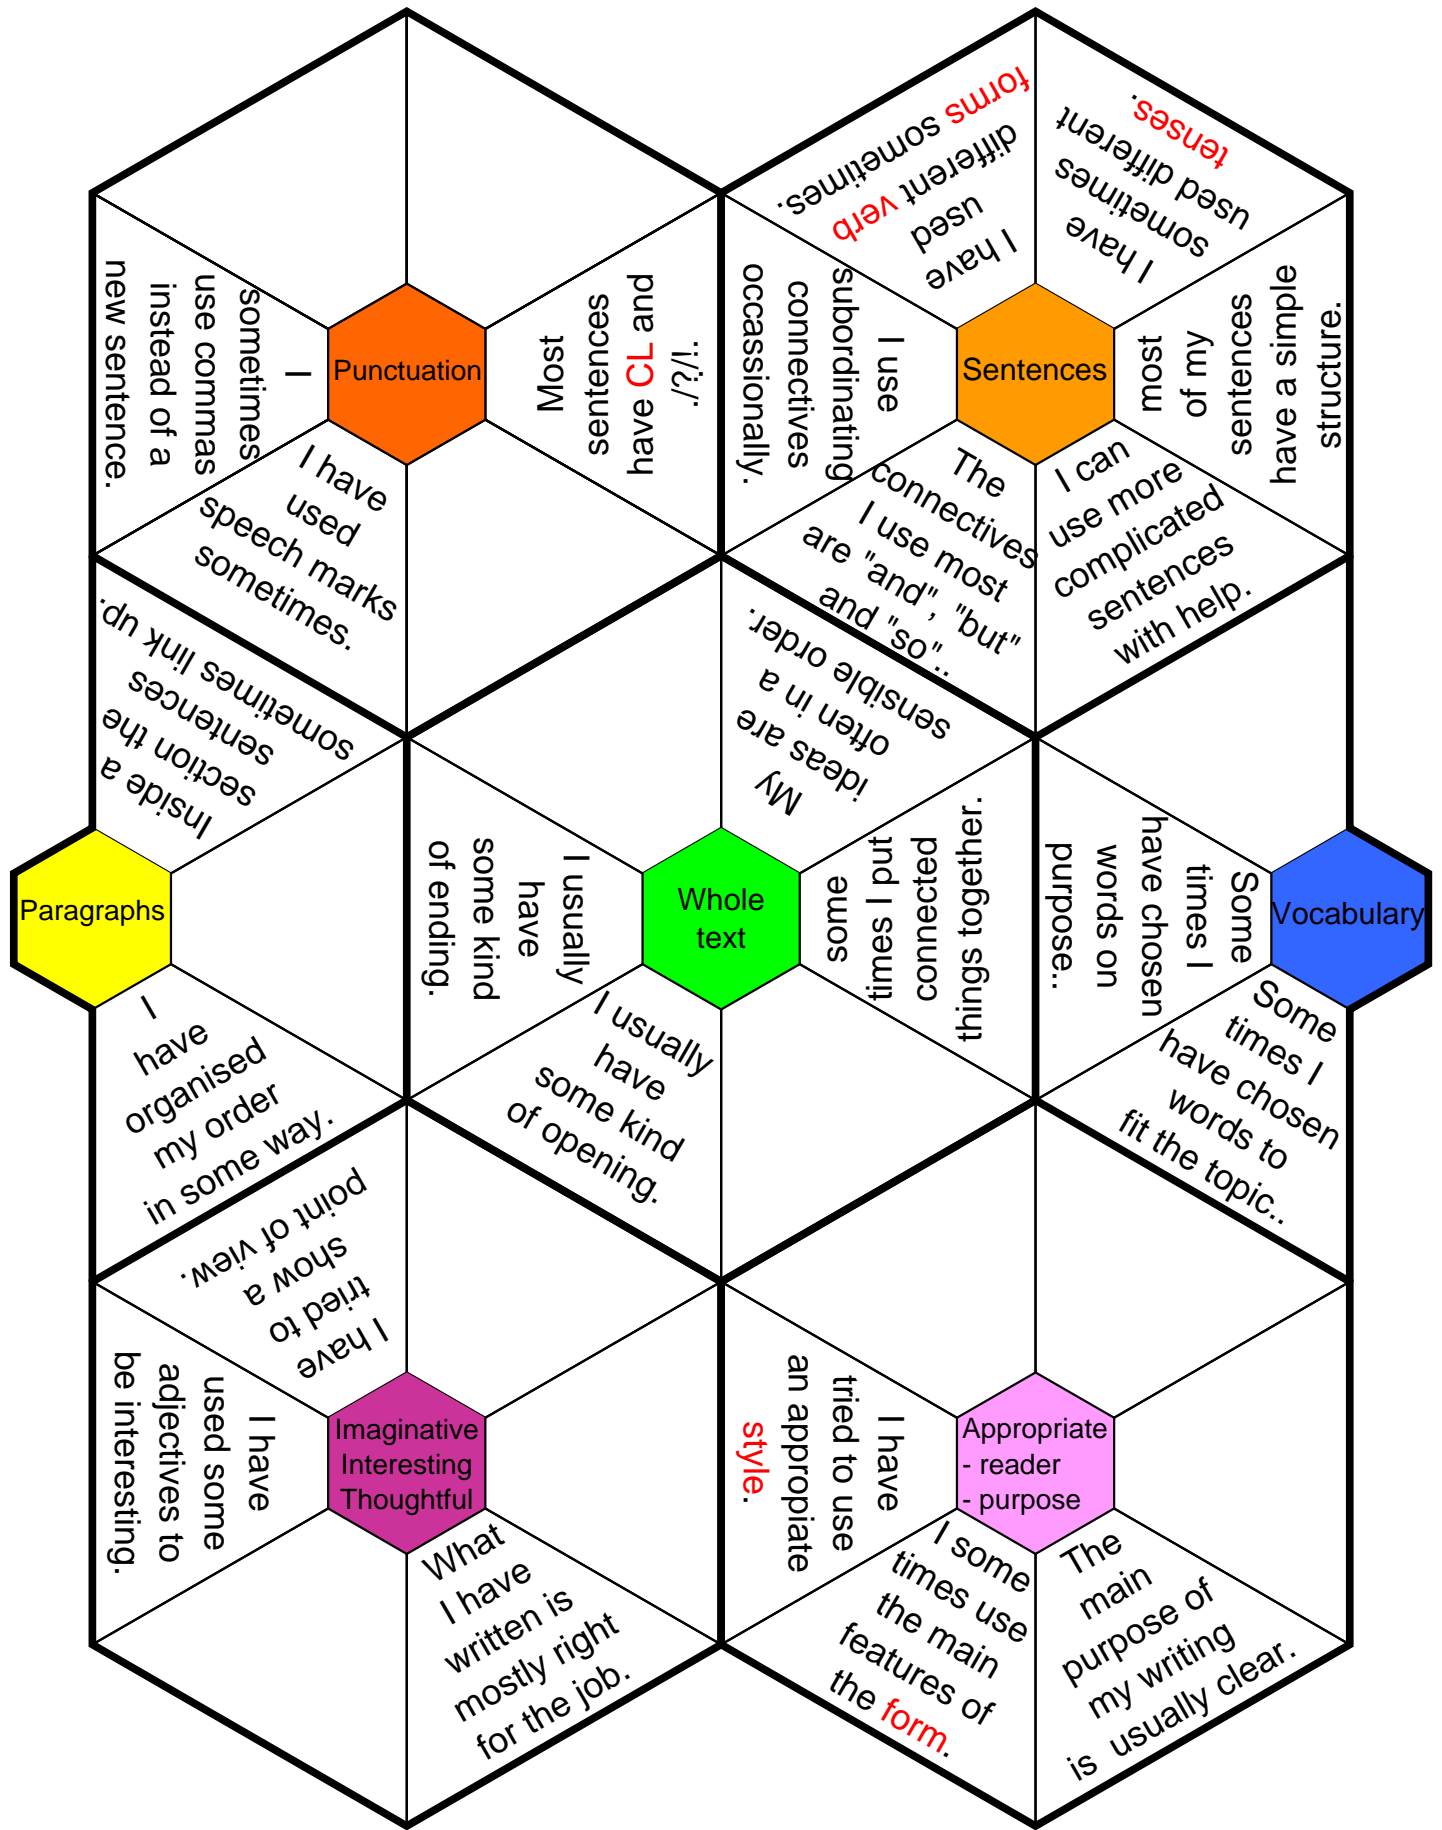 Punctuation
I
sometimes
use commas
instead of a
new sentence.
I have
used
speech marks
sometimes.
Most
sentences
have CL and
./?/!.
Sentences
I have
used
different verb
forms sometimes.
I have
sometimes
used different
tenses.
most
of my
sentences
have a simple
structure.
I can
use more
complicated
sentences
with help.
The
connectives
I use most
are "and", "but"
and "so"..
I use
subordinating
connectives
occassionally.
Paragraphs
Inside a
section the
sentences
sometimes link up.
I
have
organised
my order
in some way.
Whole
text
My
ideas are
often in a
sensible order.
some
times I put
connected
things together.
I usually
have
some kind
of opening.
I usually
have
some kind
of ending.
Vocabulary
Some
times I
have chosen
words on
purpose..
Some
times I
have chosen
words to
fit the topic..
Imaginative
Interesting
Thoughtful
I have
tried to
show a
point of view.
I have
used some
adjectives to
be interesting.
What
I have
written is
mostly right
for the job.
Appropriate
- reader
- purpose
I have
tried to use
an appropiate
style.
I some
times use
the main
features of
the form.
The
main
purpose of
my writing
is usually clear.